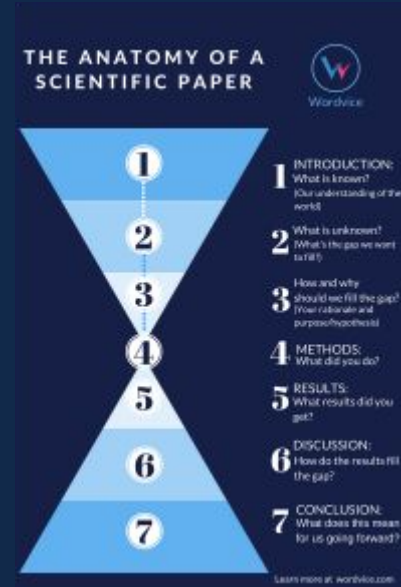 THE ANATOMY OF A
SCIENTIFIC PAPER
Wordvice
1
2
3
4
5
6
7
1 INTRODUCTION:
What is known?
(Our understanding of the
world)
2 What is unknown?
(What's the gap we want
to fill?)
3 How and why
should we fill the gap?
(Your rationale and
purpose/hypothesis)
4 METHODS:
What did you do?
5 RESULTS:
What results did you
get?
6 DISCUSSION:
How do the results fill
the gap?
7 CONCLUSION:
What does this mean
for us going forward?
Learn more at wordvice.com